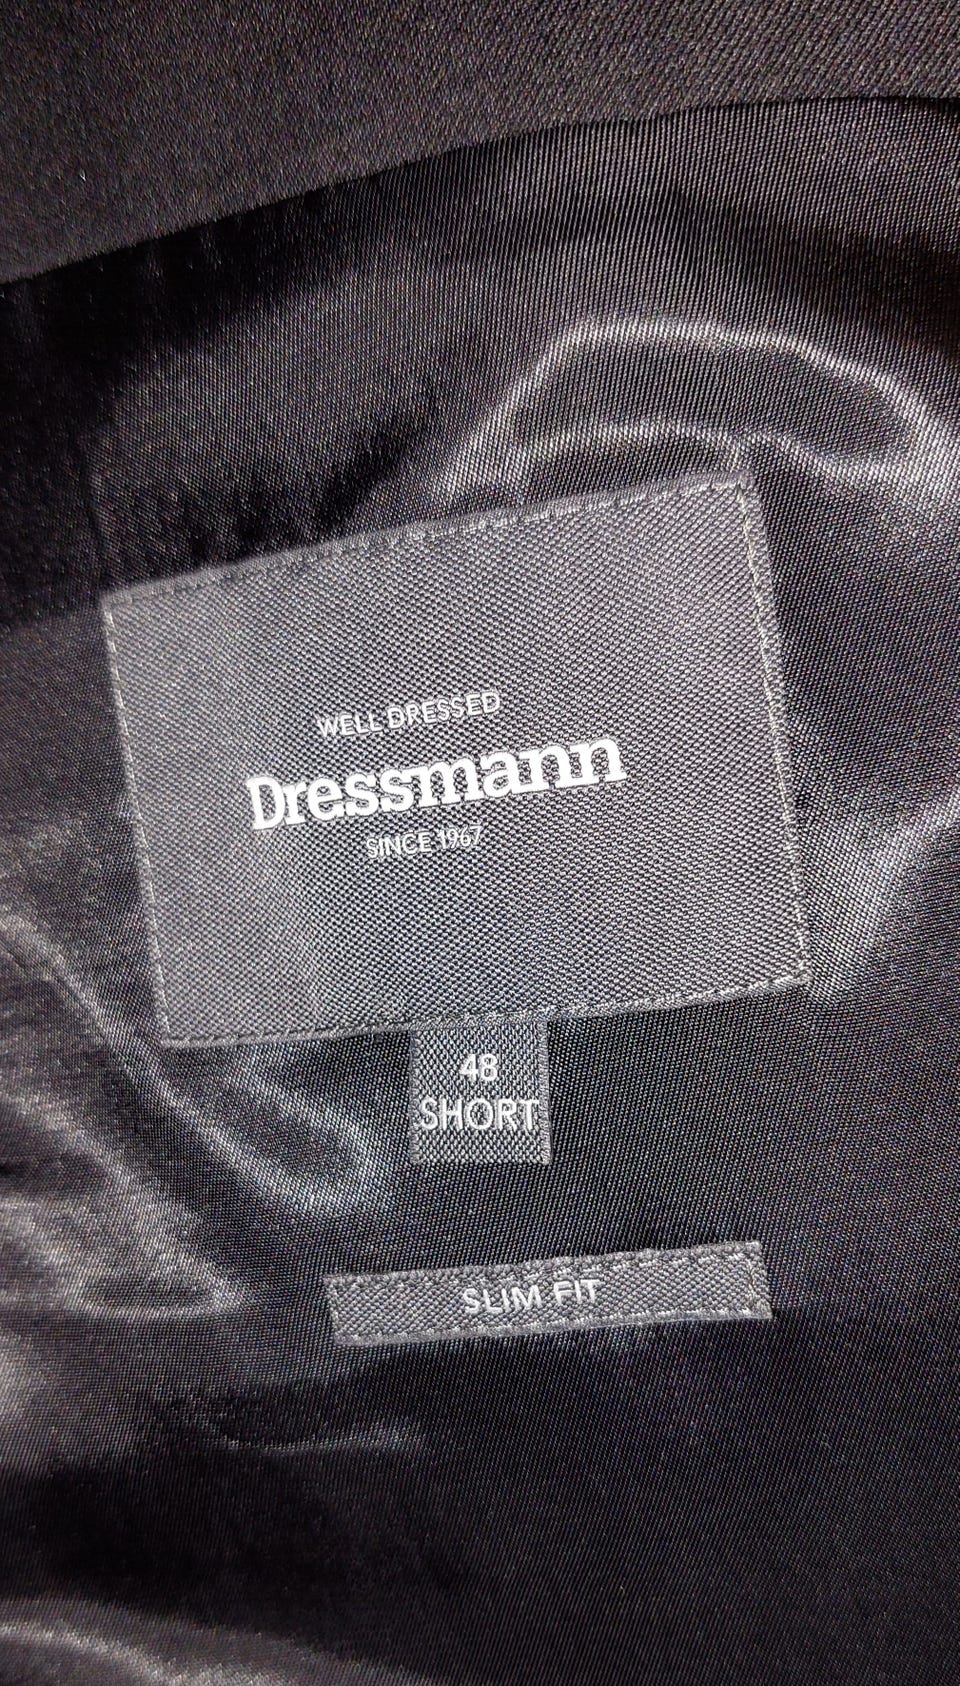 WELL DRESSED
Dressmann
SINCE 1967
48
SHORT
SLIM FIT